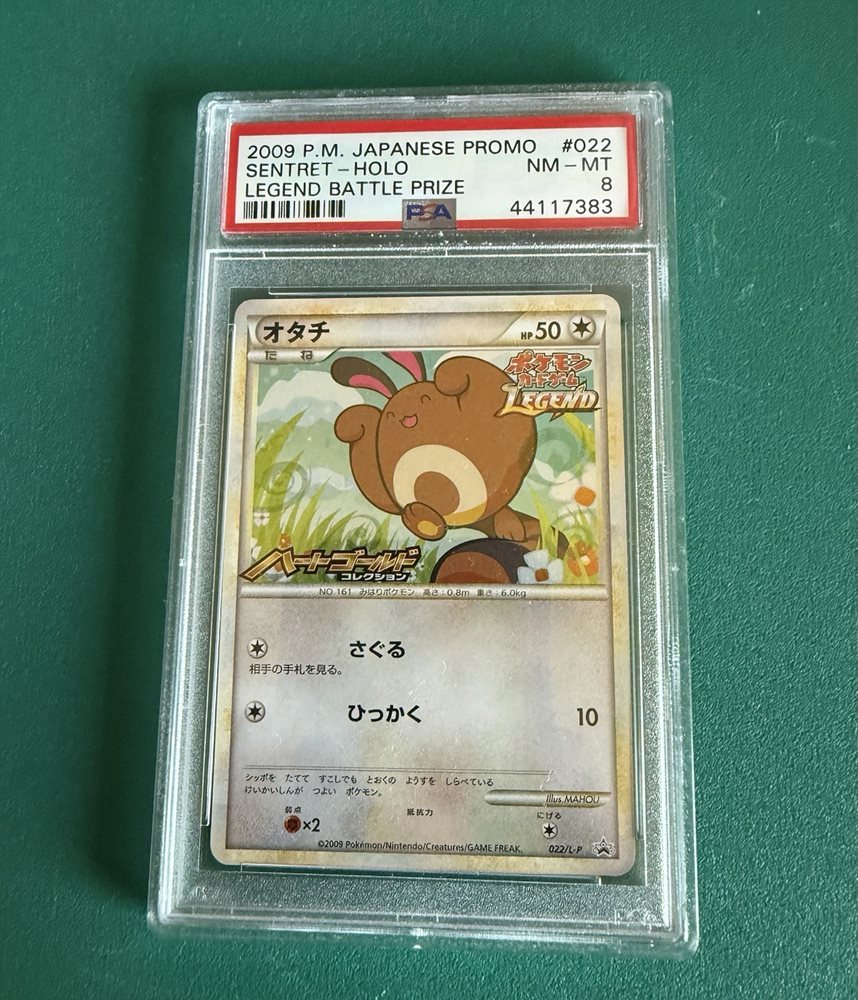 2009 P.M. JAPANESE PROMO #022
SENTRET - HOLO NM - MT
LEGEND BATTLE PRIZE 8
PSA 44117383
オタチ HP 50
たね
ポケモン
カードゲーム
LEGEND
ハートゴールド
コレクション
NO.161 みはりポケモン 高さ:0.8m 重さ:6.0kg
さぐる
相手の手札を見る。
ひっかく 10
シッポを たてて すこしでも とおくの ようすを しらべている
けいかいしんが つよい ポケモン。
illus. MAHOU
弱点 抵抗力 にげる
×2
©2009 Pokémon/Nintendo/Creatures/GAME FREAK. 022/L-P